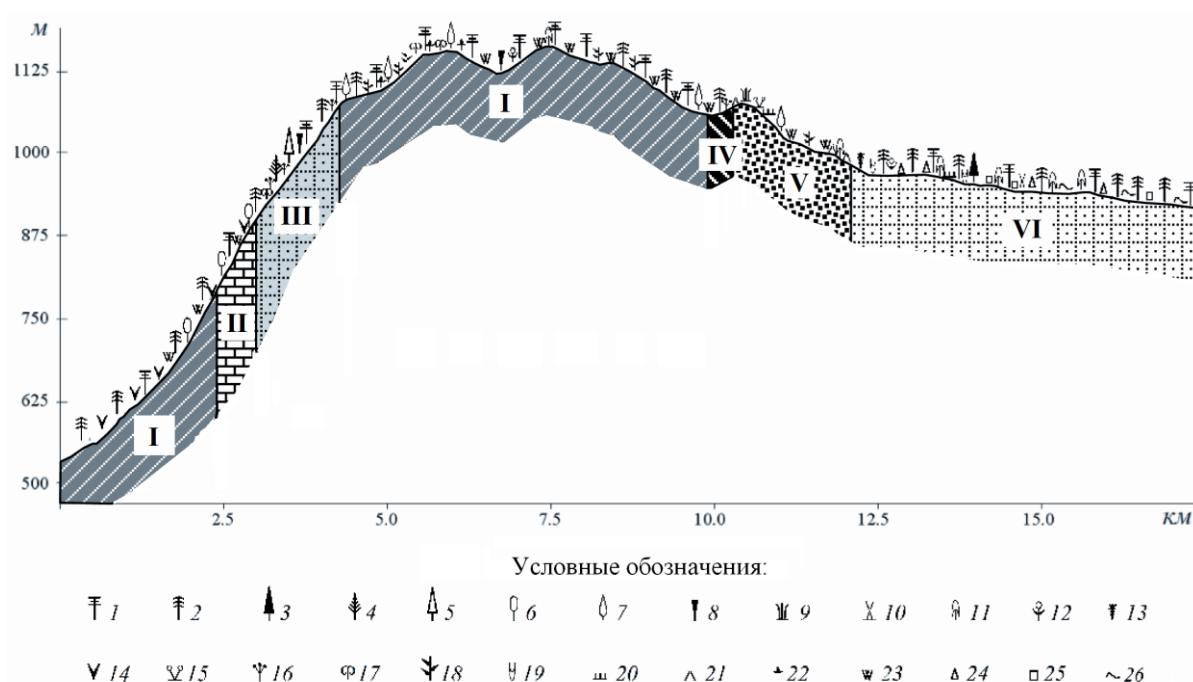 М
1125
1000
875
750
625
500
I
II
III
I
IV
V
VI
2.5 5.0 7.5 10.0 12.5 15.0 КМ
Условные обозначения:
1 2 3 4 5 6 7 8 9 10 11 12 13
14 15 16 17 18 19 20 21 22 23 24 25 26